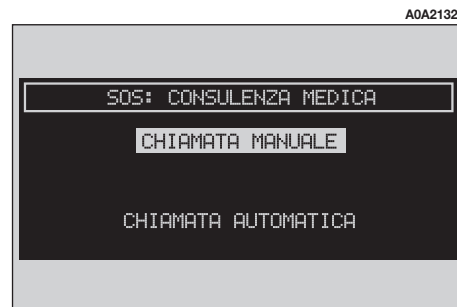 A0A2132
SOS: CONSULENZA MEDICA
CHIAMATA MANUALE
CHIAMATA AUTOMATICA